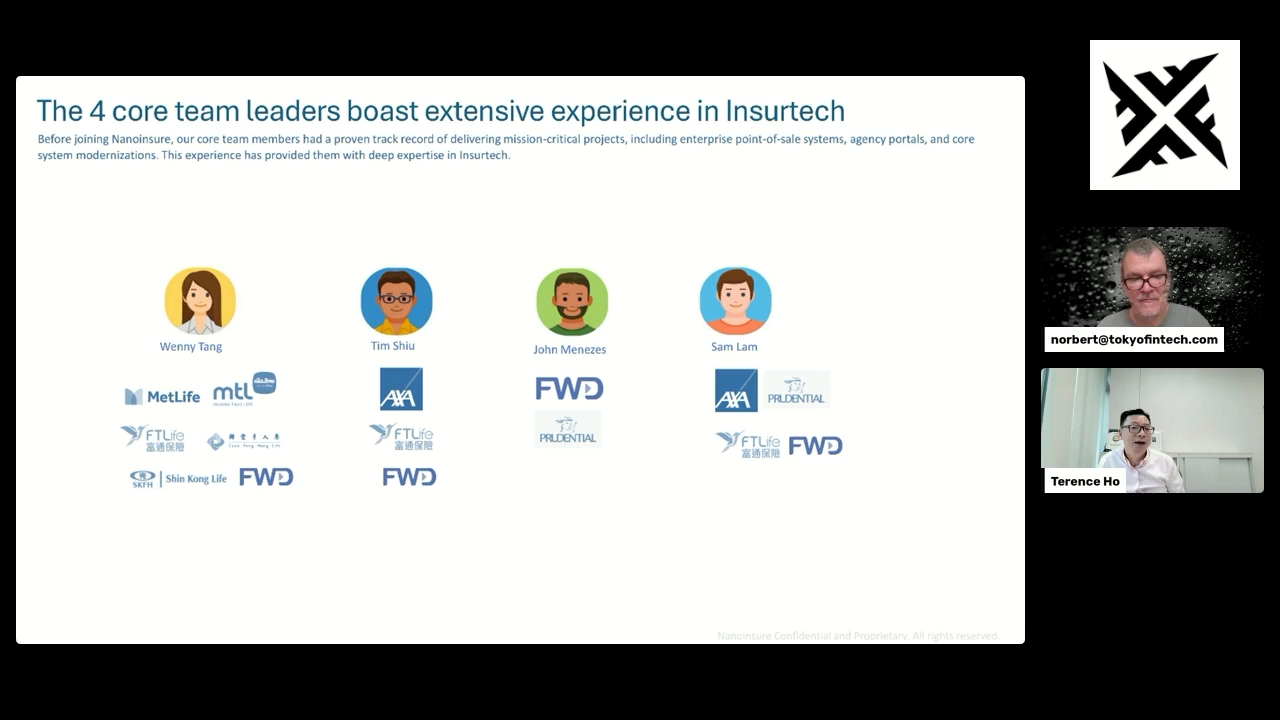 The 4 core team leaders boast extensive experience in Insurtech
Before joining Nanoinsure, our core team members had a proven track record of delivering mission-critical projects, including enterprise point-of-sale systems, agency portals, and core
system modernizations. This experience has provided them with deep expertise in Insurtech.
Wenny Tang
Tim Shiu
John Menezes
Sam Lam
MetLife
mtl
MUANG THAI LIFE
FTLife
富通保險
SKFH
Shin Kong Life
FWD
AXA
FTLife
富通保險
FWD
FWD
PRUDENTIAL
AXA
PRUDENTIAL
FTLife
富通保險
FWD
Nanoinsure Confidential and Proprietary. All rights reserved.
norbert@tokyofintech.com
Terence Ho